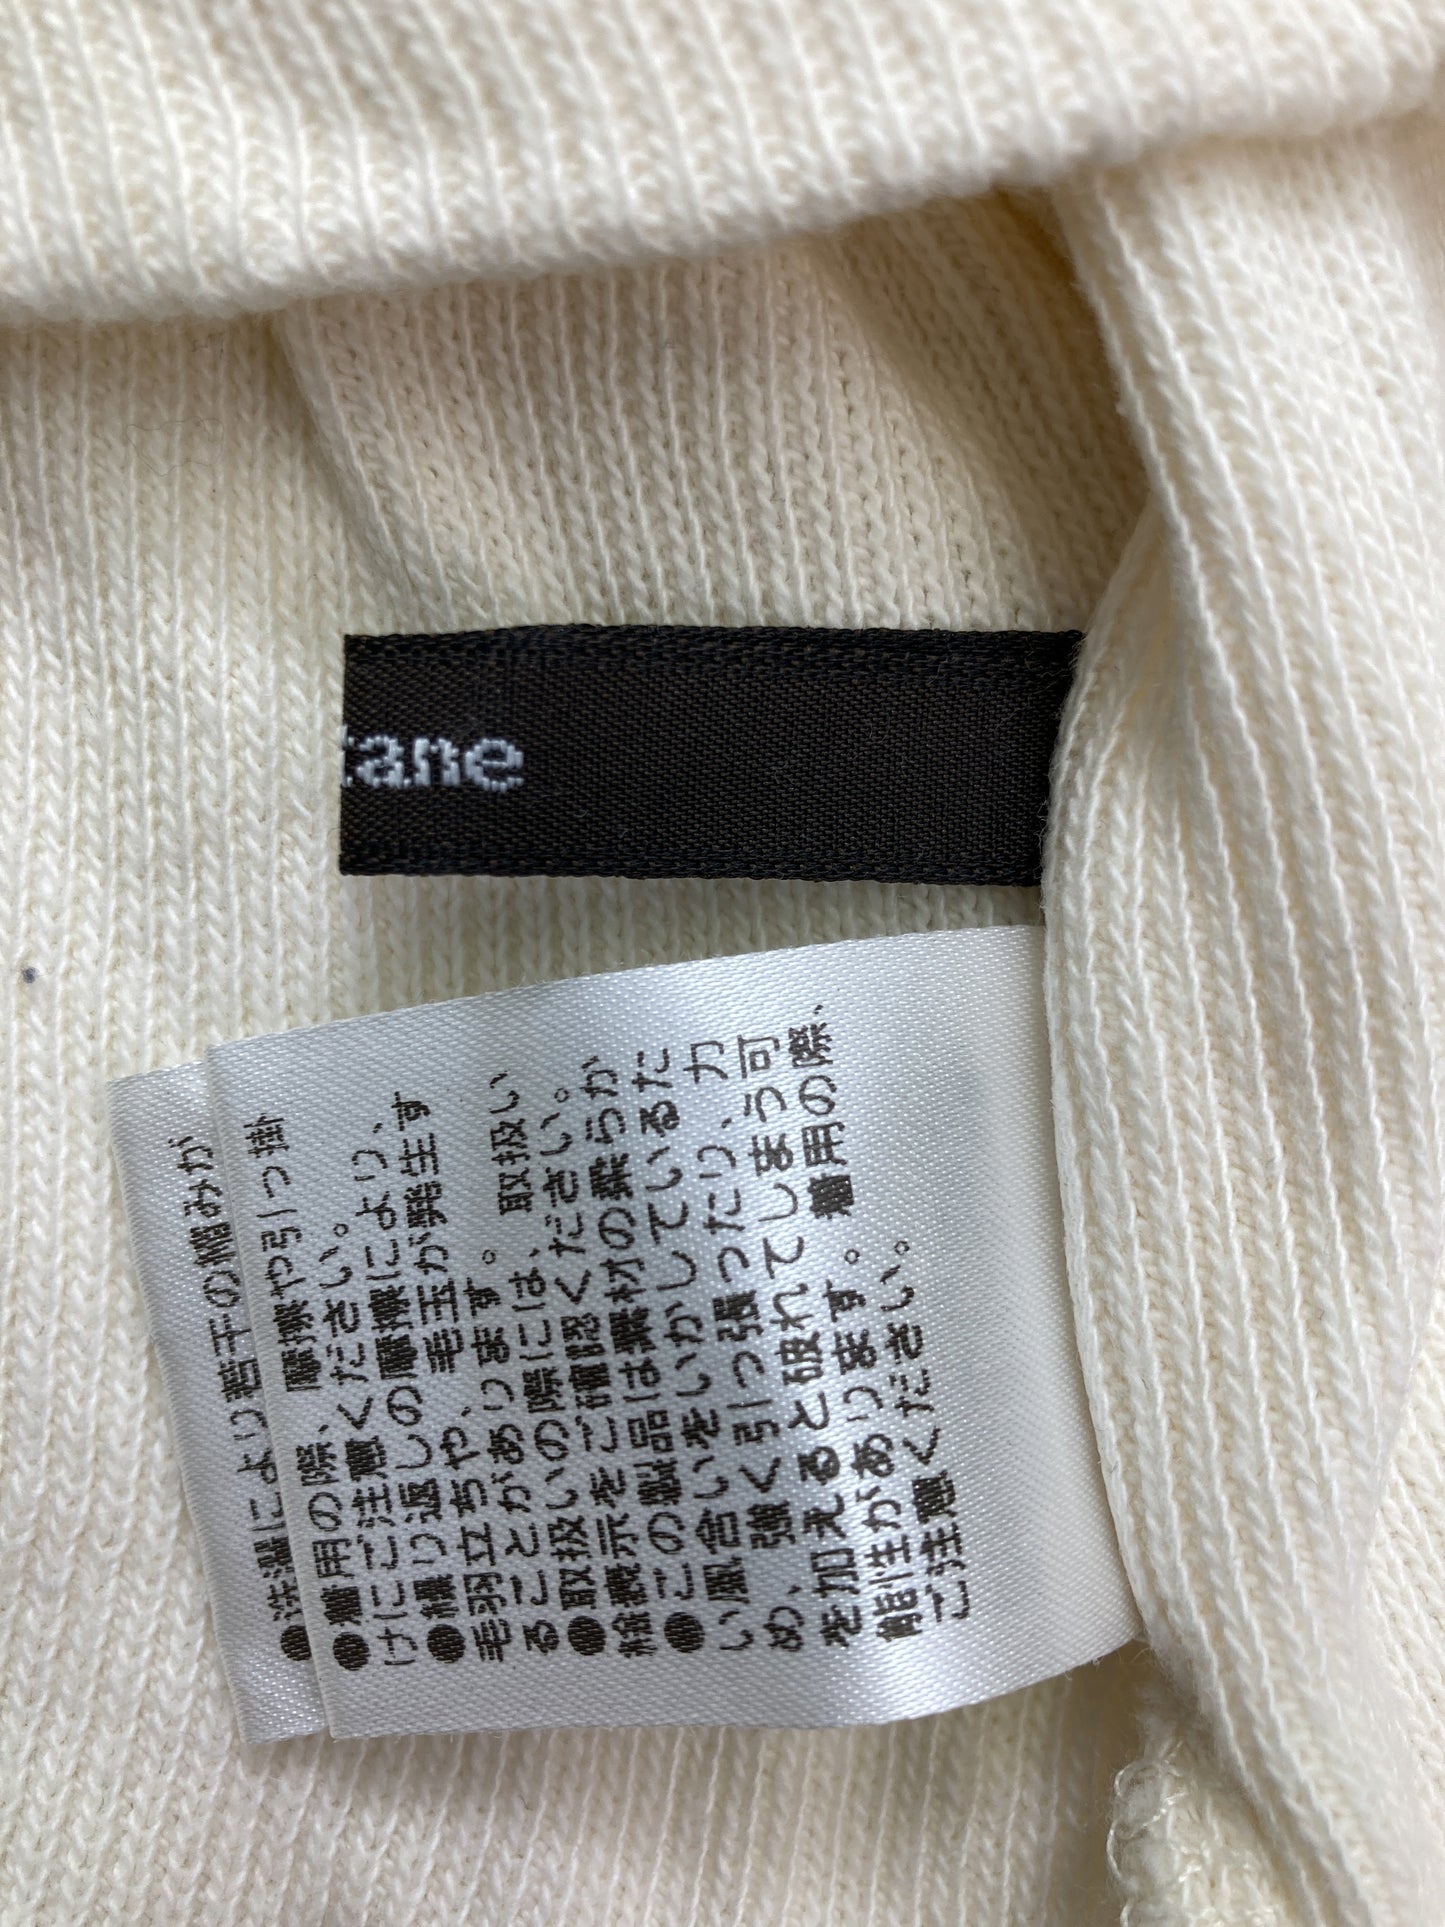 tane
●洗濯により若干の縮みが
●着用の際、摩擦や引っ掛
けにご注意ください。
●繰り返しの摩擦により、
毛羽立ちや、毛玉が発生す
ることがあります。
●取扱いの際には、取扱い
絵表示をご確認ください。
●この製品は素材の柔らか
い風合いをいかしているた
め、強く引っ張ったり、力
を加えると破れてしまう可
能性があります。着用の際、
ご注意ください。